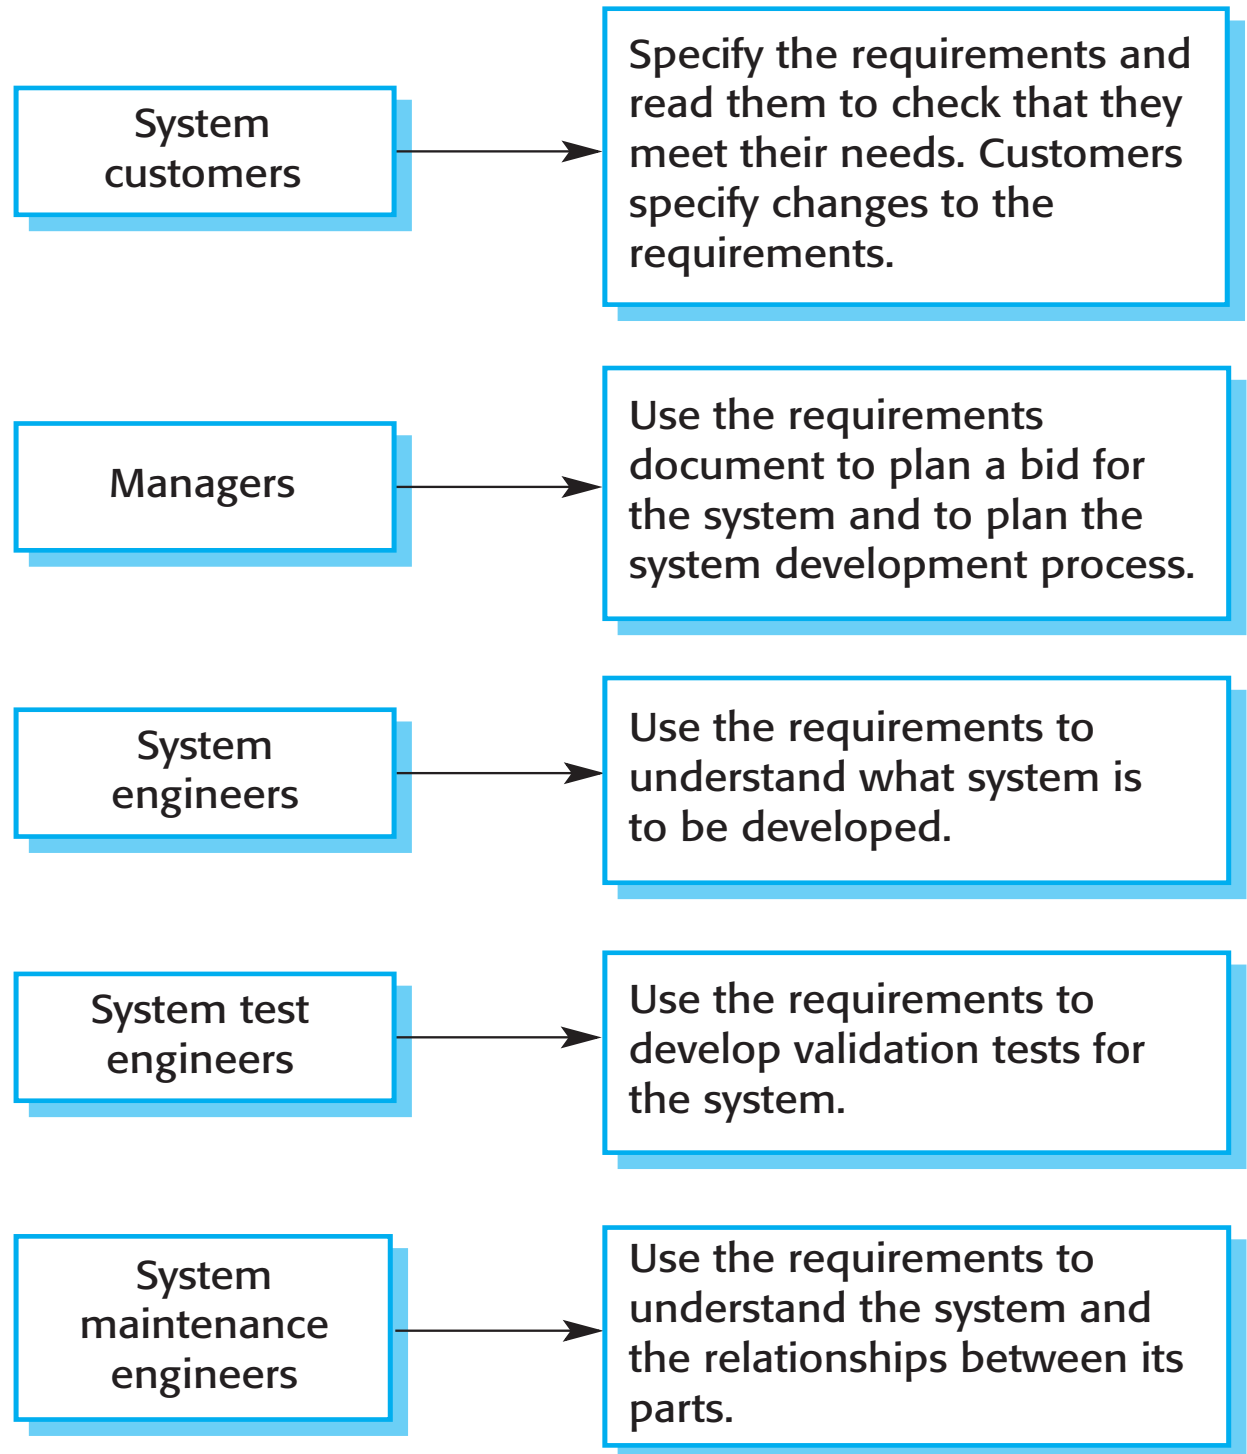 System
customers
Specify the requirements and
read them to check that they
meet their needs. Customers
specify changes to the
requirements.
Managers
Use the requirements
document to plan a bid for
the system and to plan the
system development process.
System
engineers
Use the requirements to
understand what system is
to be developed.
System test
engineers
Use the requirements to
develop validation tests for
the system.
System
maintenance
engineers
Use the requirements to
understand the system and
the relationships between its
parts.